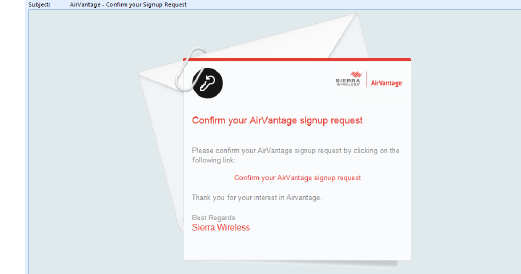 Subject: AirVantage - Confirm your Signup Request
SIERRA WIRELESS AirVantage
Confirm your AirVantage signup request
Please confirm your AirVantage signup request by clicking on the
following link:
Confirm your AirVantage signup request
Thank you for your interest in Airvantage.
Best Regards
Sierra Wireless